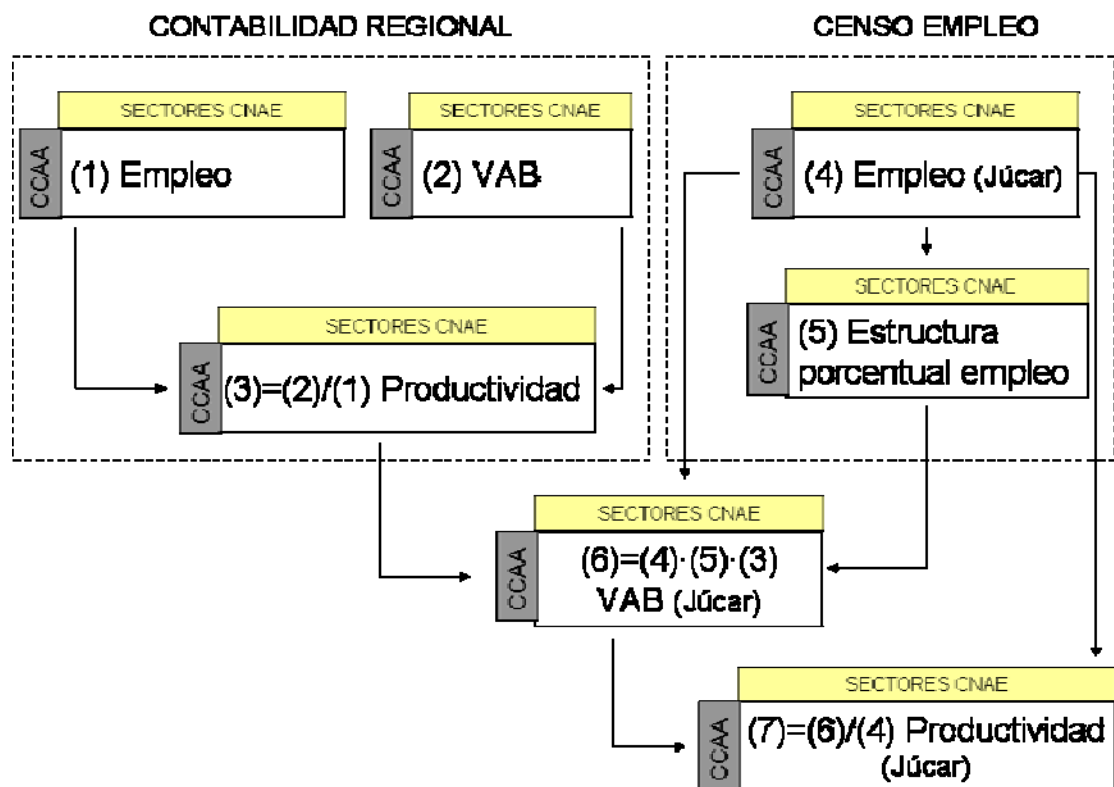 CONTABILIDAD REGIONAL
CENSO EMPLEO
SECTORES CNAE
CCAA
(1) Empleo
SECTORES CNAE
CCAA
(2) VAB
SECTORES CNAE
CCAA
(4) Empleo (Júcar)
SECTORES CNAE
CCAA
(3)=(2)/(1) Productividad
SECTORES CNAE
CCAA
(5) Estructura
porcentual empleo
SECTORES CNAE
CCAA
(6)=(4)·(5)·(3)
VAB (Júcar)
SECTORES CNAE
CCAA
(7)=(6)/(4) Productividad
(Júcar)